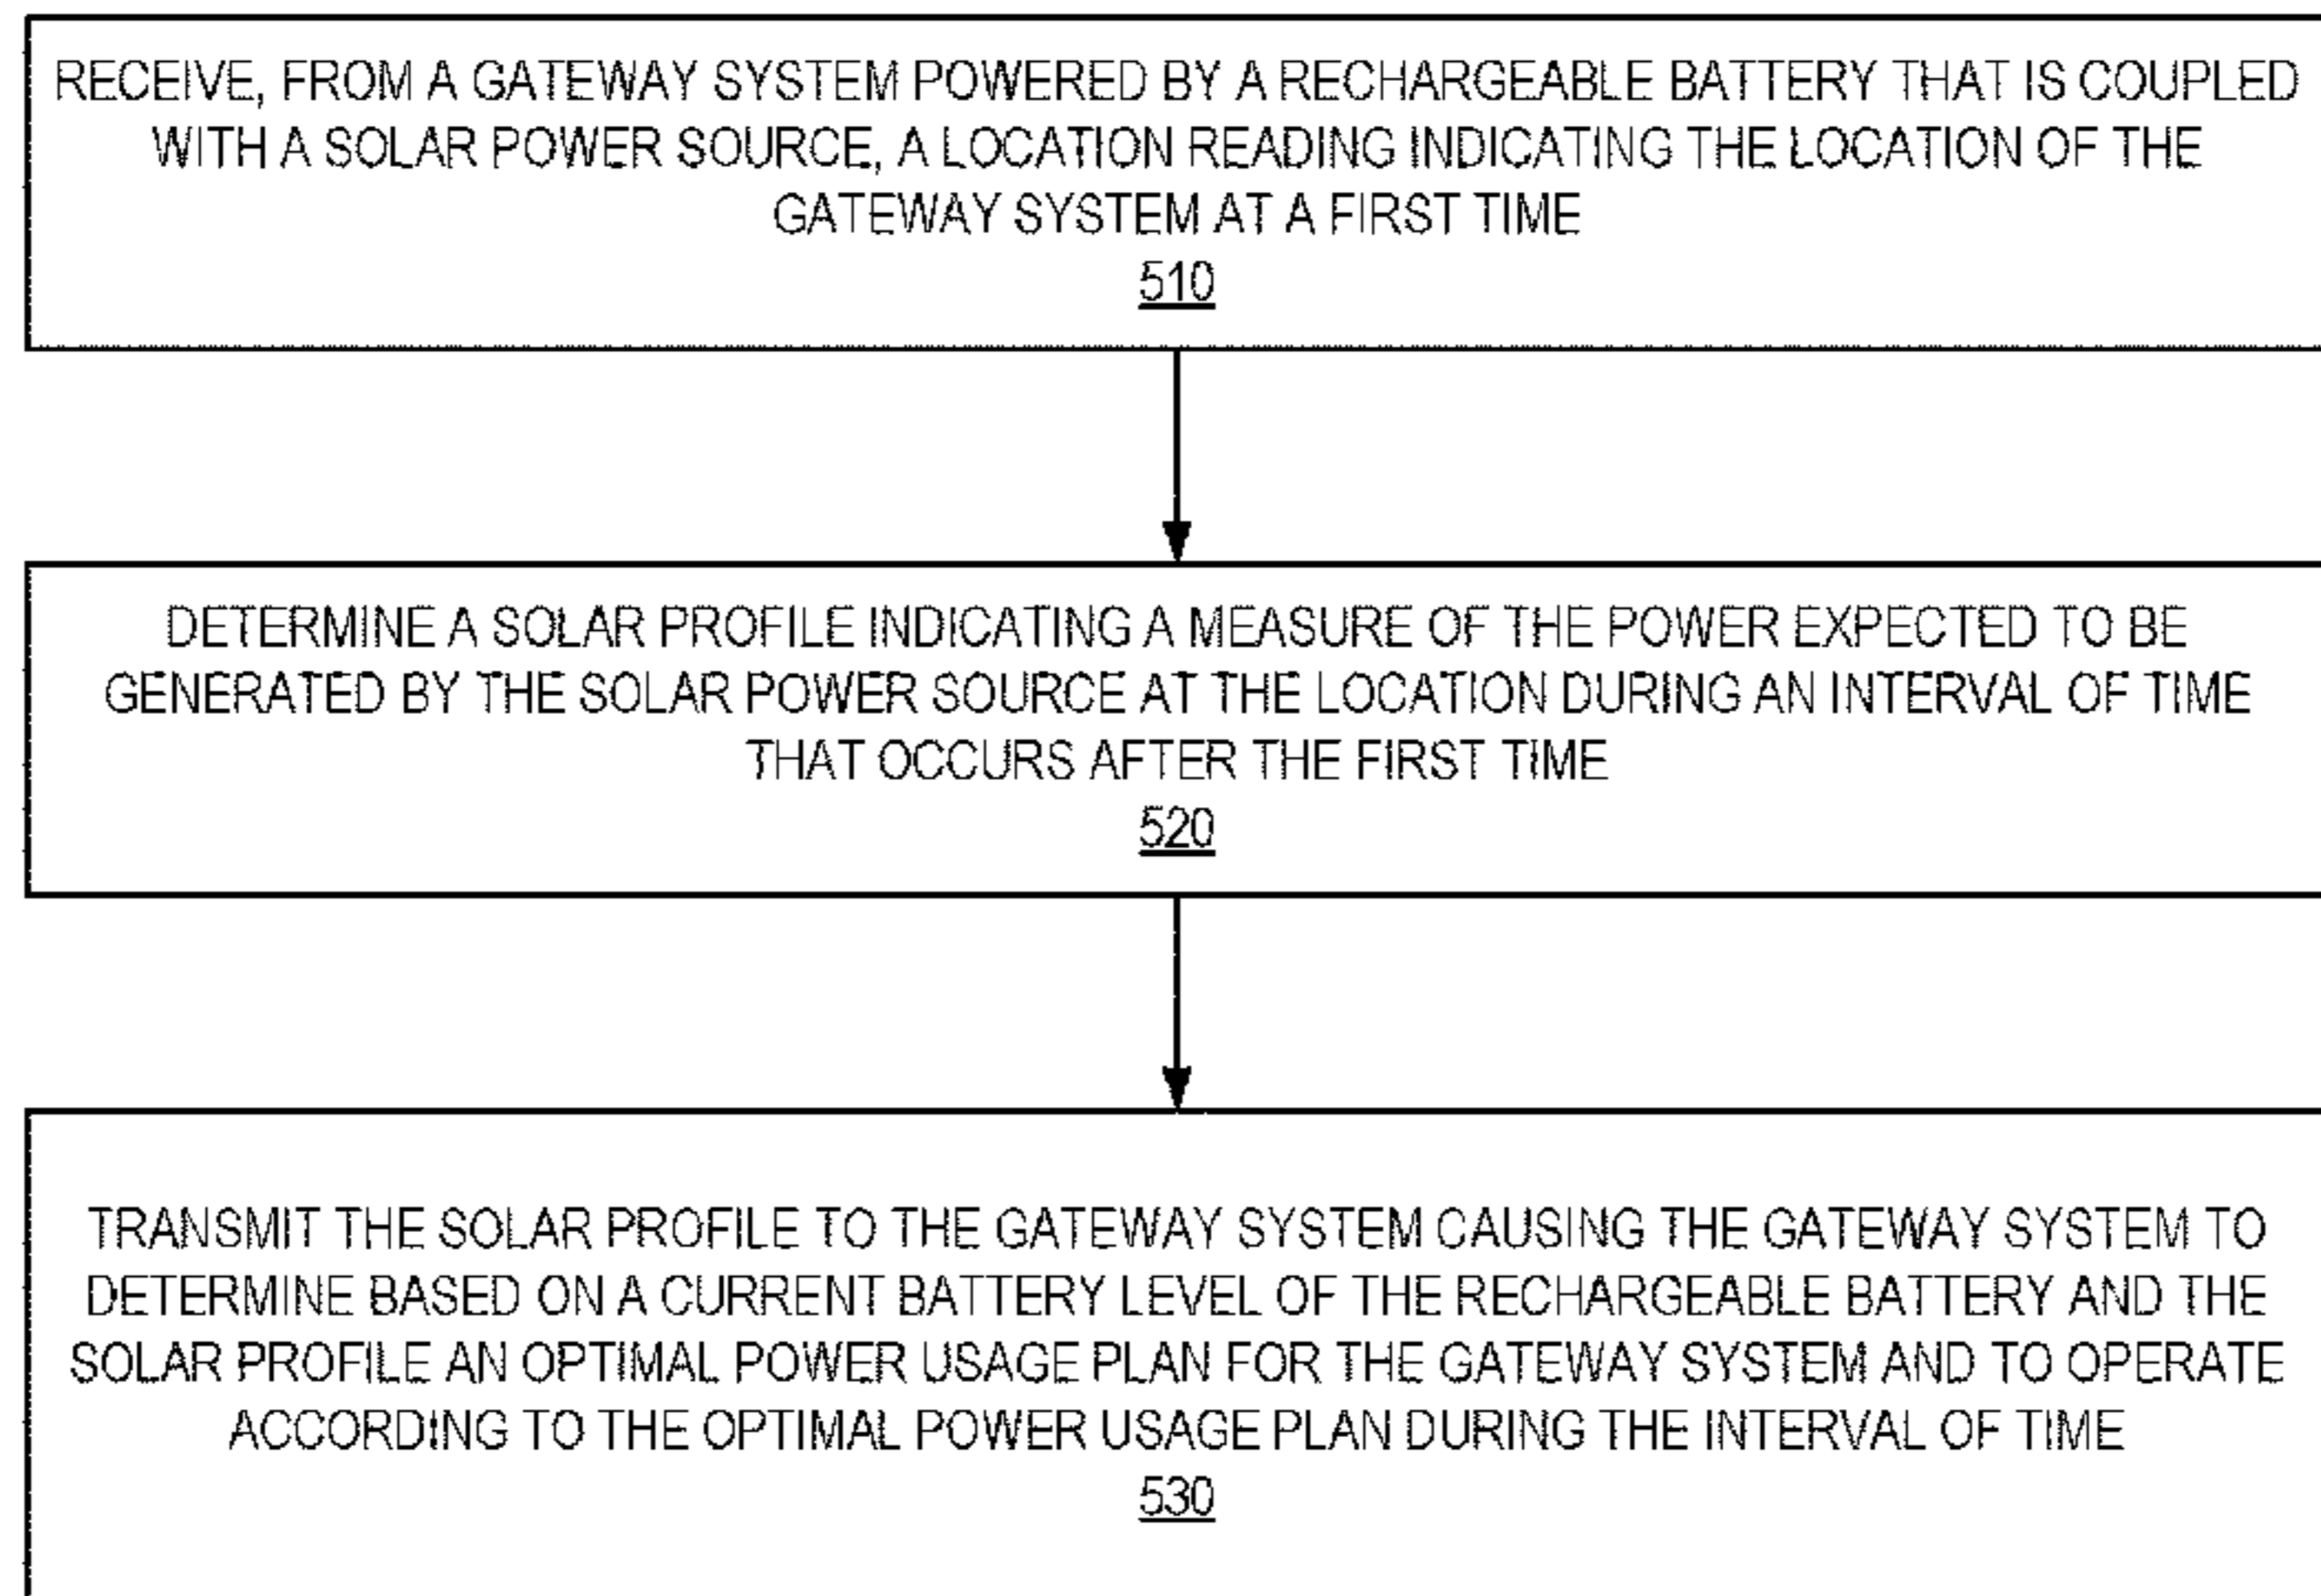 RECEIVE, FROM A GATEWAY SYSTEM POWERED BY A RECHARGEABLE BATTERY THAT IS COUPLED
WITH A SOLAR POWER SOURCE, A LOCATION READING INDICATING THE LOCATION OF THE
GATEWAY SYSTEM AT A FIRST TIME
510
DETERMINE A SOLAR PROFILE INDICATING A MEASURE OF THE POWER EXPECTED TO BE
GENERATED BY THE SOLAR POWER SOURCE AT THE LOCATION DURING AN INTERVAL OF TIME
THAT OCCURS AFTER THE FIRST TIME
520
TRANSMIT THE SOLAR PROFILE TO THE GATEWAY SYSTEM CAUSING THE GATEWAY SYSTEM TO
DETERMINE BASED ON A CURRENT BATTERY LEVEL OF THE RECHARGEABLE BATTERY AND THE
SOLAR PROFILE AN OPTIMAL POWER USAGE PLAN FOR THE GATEWAY SYSTEM AND TO OPERATE
ACCORDING TO THE OPTIMAL POWER USAGE PLAN DURING THE INTERVAL OF TIME
530